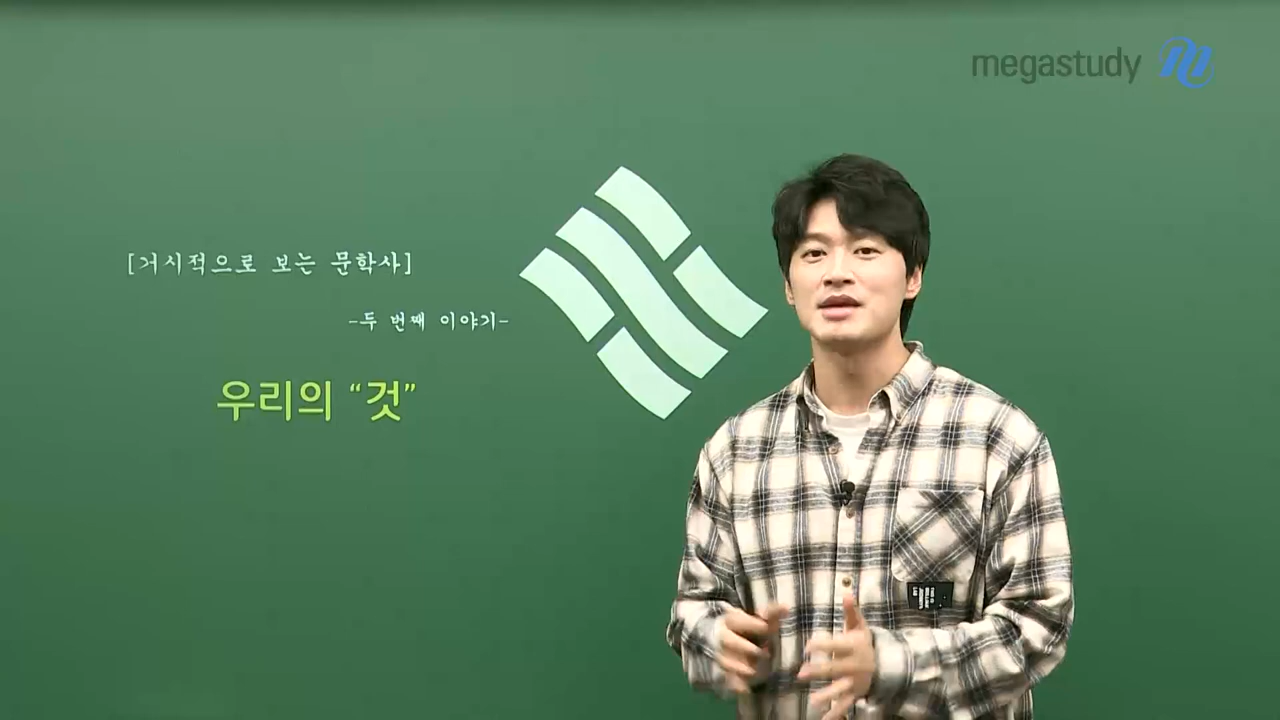 megastudy
[거시적으로 보는 문학사]
-두 번째 이야기-
우리의 “것”